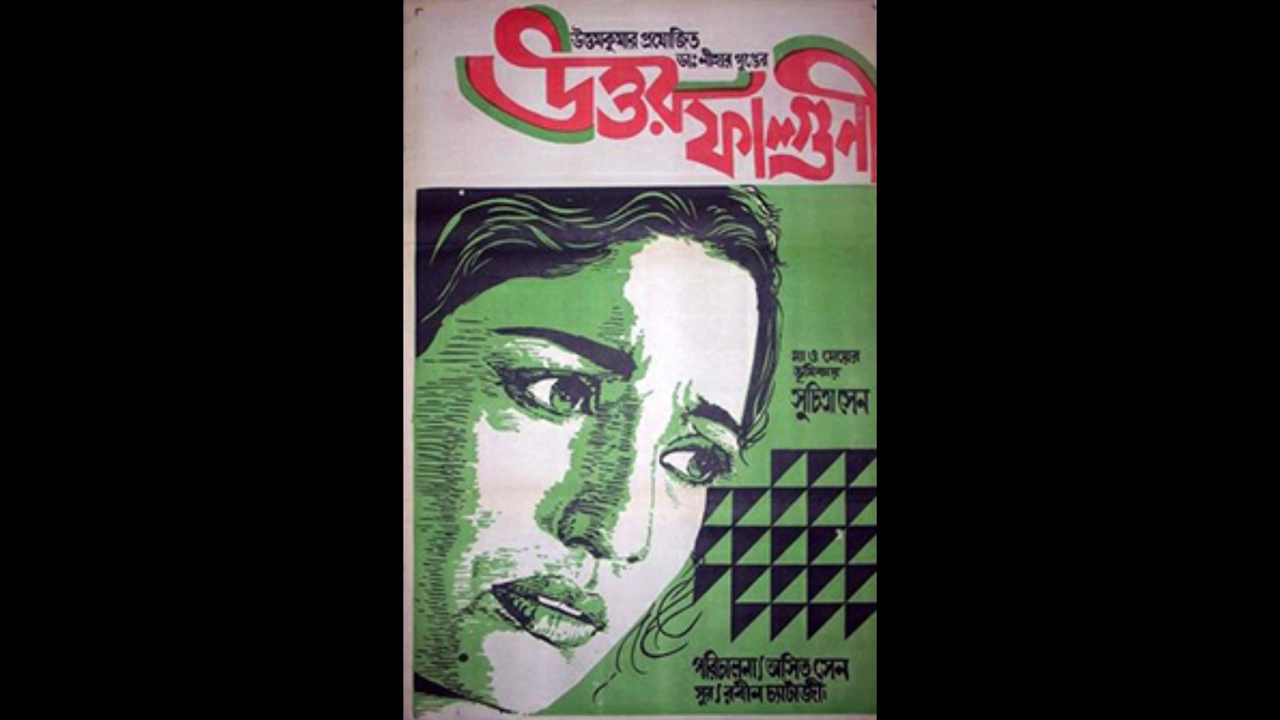 উত্তমকুমার প্রযোজিত
ডাঃ নীহার গুপ্তের
উত্তর
ফাল্গুনী
মা ও মেয়ের
ভূমিকায়
সুচিত্রা সেন
পরিচালনা/অসিত সেন
সুর/রবীন চ্যাটার্জী